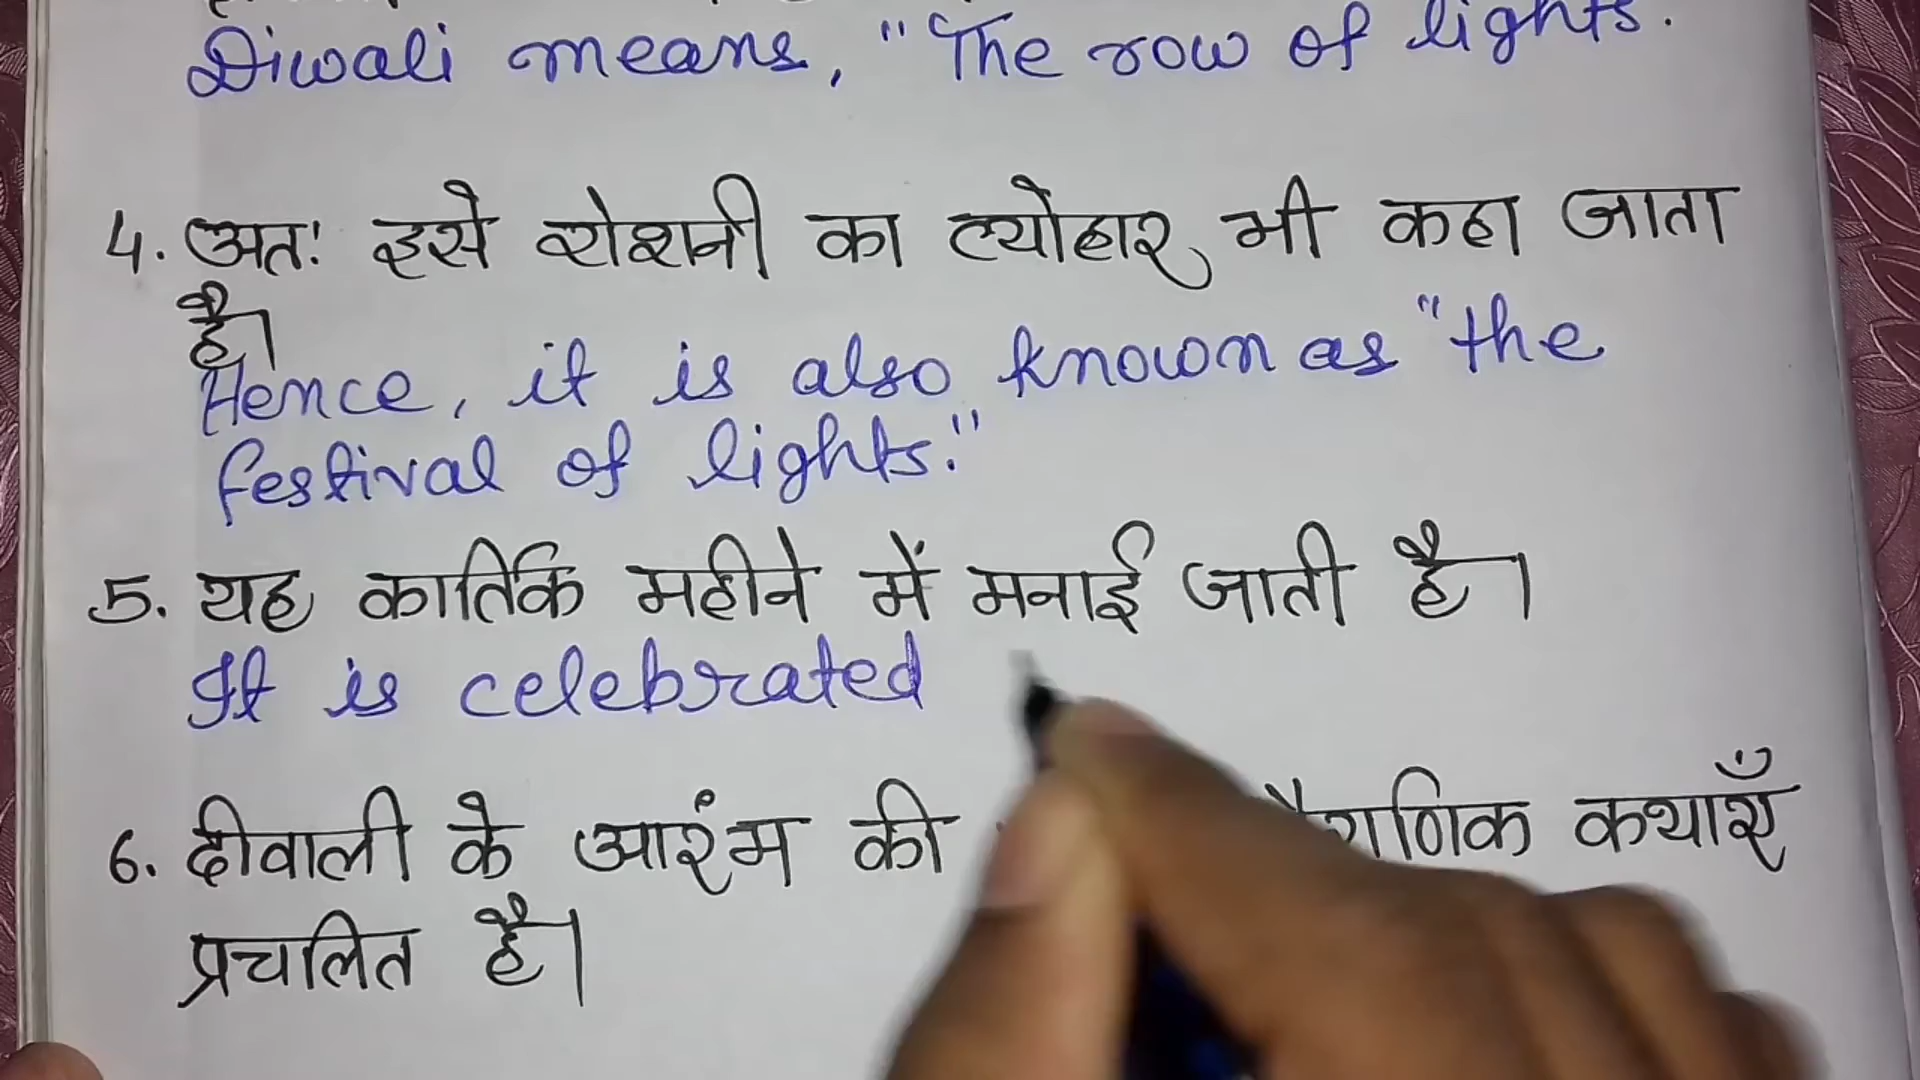 Diwali means, "The row of lights.
4. अतः इसे रोशनी का त्योहार भी कहा जाता
है।
Hence, it is also known as "the
festival of lights."
5. यह कार्तिक महीने में मनाई जाती है।
It is celebrated
6. दीवाली के आरंभ की कथाएँ
प्रचलित है।